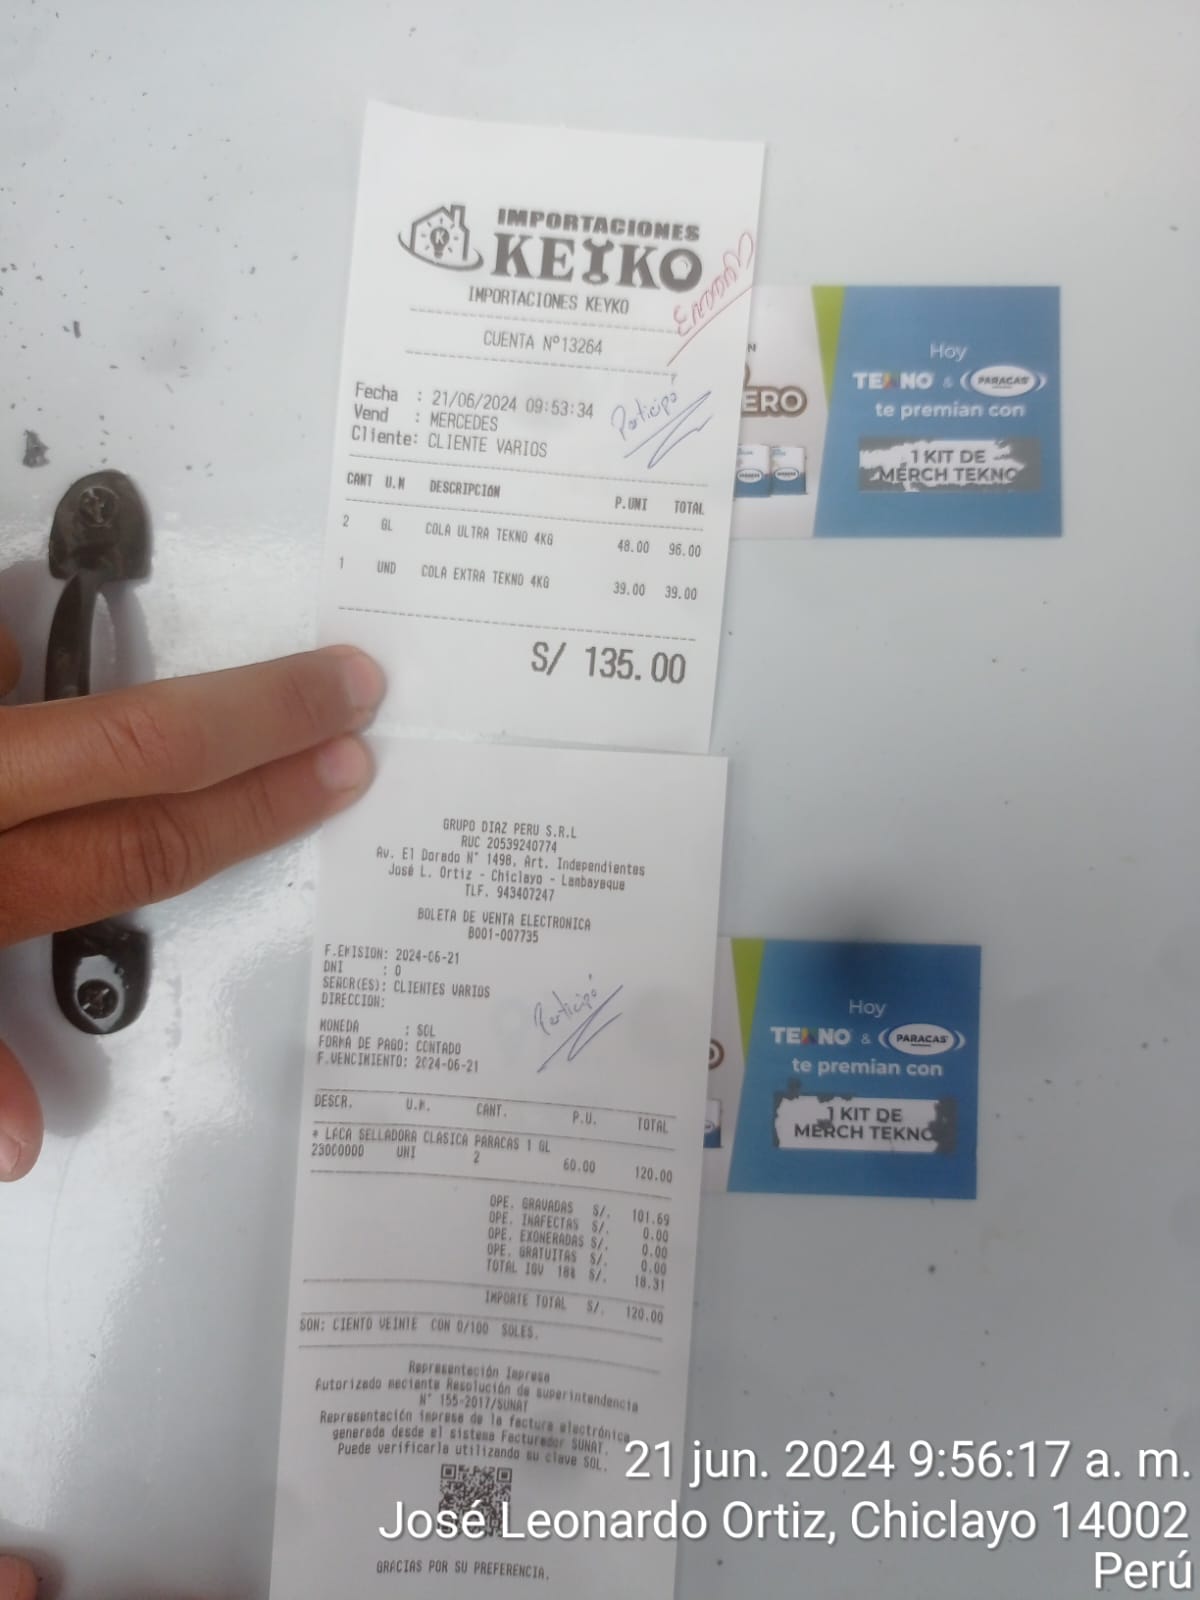 IMPORTACIONES
KEYKO
IMPORTACIONES KEYKO
CUENTA Nº13264
Fecha : 21/06/2024 09:53:34
Vend : MERCEDES
Cliente: CLIENTE VARIOS
Participó
CANT U.M DESCRIPCIÓN P.UNI TOTAL
2 GL COLA ULTRA TEKNO 4KG 48.00 96.00
1 UND COLA EXTRA TEKNO 4KG 39.00 39.00
S/ 135.00
ERO
Hoy
TEKNO & PARACAS
te premian con
1 KIT DE
MERCH TEKNO
GRUPO DIAZ PERU S.R.L
RUC 20539240774
Av. El Dorado N° 1498, Art. Independientes
José L. Ortiz - Chiclayo - Lambayeque
TLF. 943407247
BOLETA DE VENTA ELECTRONICA
B001-007735
F.EMISION: 2024-06-21
DNI : 0
SEÑOR(ES): CLIENTES VARIOS
DIRECCION:
Participó
MONEDA : SOL
FORMA DE PAGO: CONTADO
F.VENCIMIENTO: 2024-06-21
DESCR. U.M. CANT. P.U. TOTAL
* LACA SELLADORA CLASICA PARACAS 1 GL
23000000 UNI 2 60.00 120.00
OPE. GRAVADAS S/. 101.69
OPE. INAFECTAS S/. 0.00
OPE. EXONERADAS S/. 0.00
OPE. GRATUITAS S/. 0.00
TOTAL IGV 18% S/. 18.31
IMPORTE TOTAL S/. 120.00
SON: CIENTO VEINTE CON 0/100 SOLES.
Representación Impresa
Autorizado mediante Resolución de superintendencia
N° 155-2017/SUNAT
Representación impresa de la factura electrónica
generada desde el sistema Facturador SUNAT.
Puede verificarla utilizando su clave SOL.
GRACIAS POR SU PREFERENCIA.
Hoy
TEKNO & PARACAS
te premian con
1 KIT DE
MERCH TEKNO
21 jun. 2024 9:56:17 a. m.
José Leonardo Ortiz, Chiclayo 14002
Perú